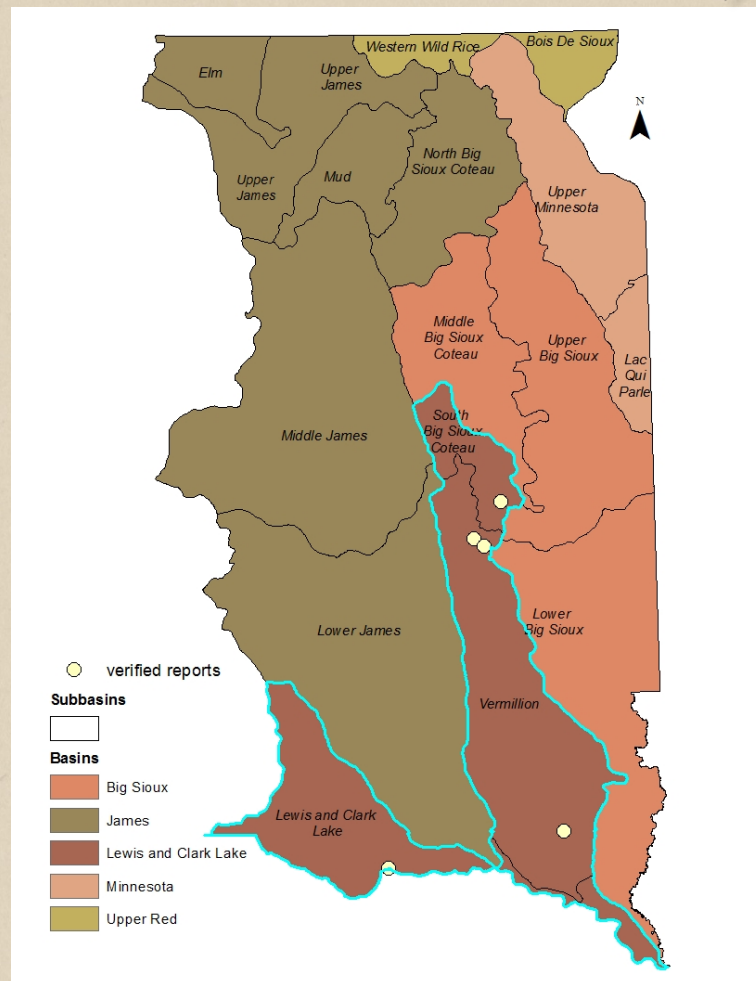 Western Wild Rice
Bois De Sioux
Elm
Upper
James
N
North Big
Sioux Coteau
Upper
James
Mud
Upper
Minnesota
Middle
Big Sioux
Coteau
Upper
Big Sioux
Lac
Qui
Parle
South
Big Sioux
Coteau
Middle James
Lower James
Lower
Big Sioux
Vermillion
Lewis and Clark
Lake
verified reports
Subbasins
Basins
Big Sioux
James
Lewis and Clark Lake
Minnesota
Upper Red